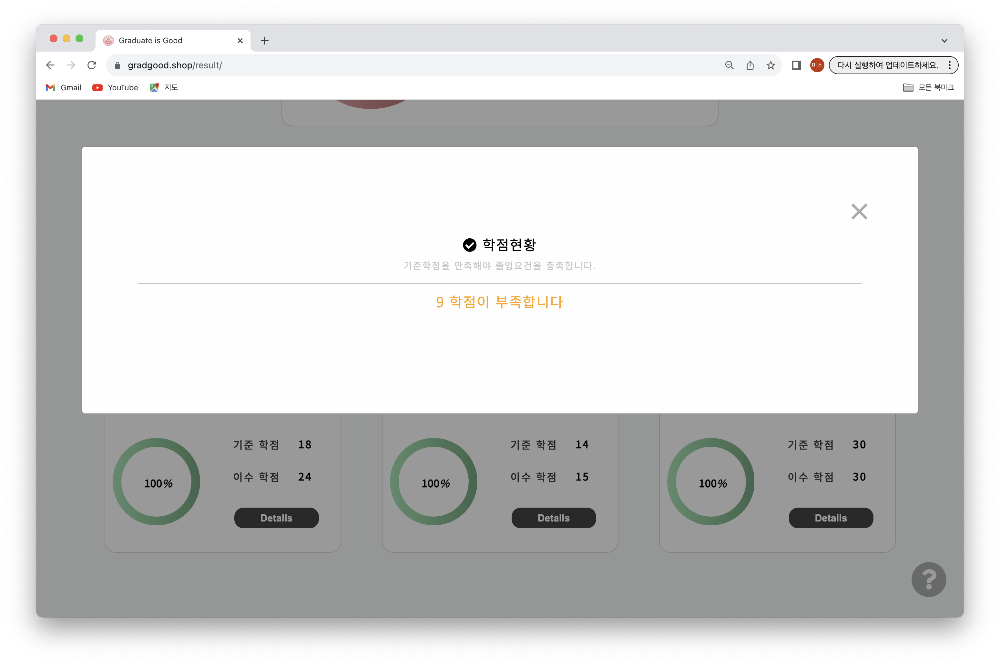 Graduate is Good
gradgood.shop/result/
미소
다시 실행하여 업데이트하세요.
Gmail
YouTube
지도
모든 북마크
학점현황
기준학점을 만족해야 졸업요건을 충족합니다.
9 학점이 부족합니다
100%
기준 학점 18
이수 학점 24
Details
100%
기준 학점 14
이수 학점 15
Details
100%
기준 학점 30
이수 학점 30
Details
?